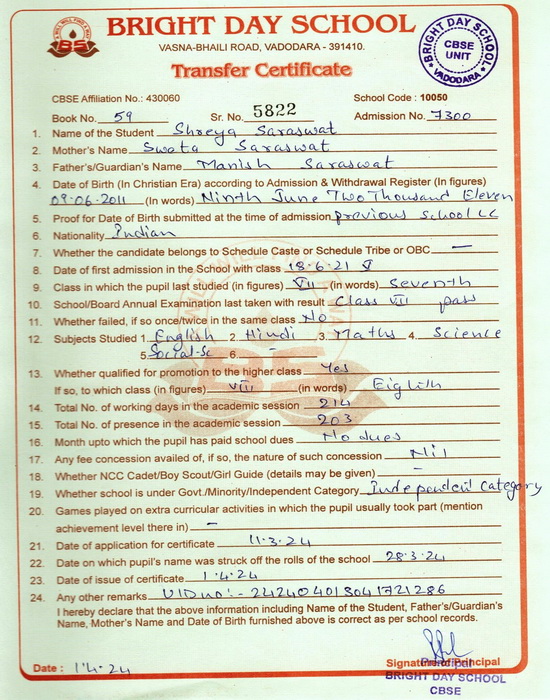 BRIGHT DAY SCHOOL
VASNA-BHAILI ROAD, VADODARA - 391410.
Transfer Certificate
BRIGHT DAY SCHOOL
CBSE
UNIT
VADODARA
CBSE Affiliation No.: 430060 School Code : 10050
Book No. 59 Sr. No. 5822 Admission No. 7300
1. Name of the Student Shreya Saraswat
2. Mother's Name Swata Saraswat
3. Father's/Guardian's Name Manish Saraswat
4. Date of Birth (In Christian Era) according to Admission & Withdrawal Register (In figures)
09.06.2011 (In words) Ninth June Two Thousand Eleven
5. Proof for Date of Birth submitted at the time of admission previous school LC
6. Nationality Indian
7. Whether the candidate belongs to Schedule Caste or Schedule Tribe or OBC —
8. Date of first admission in the School with class 18.6.21 V
9. Class in which the pupil last studied (in figures) VII (in words) Seventh
10. School/Board Annual Examination last taken with result Class VII pass
11. Whether failed, if so once/twice in the same class No
12. Subjects Studied 1. English 2. Hindi 3. Maths 4. Science
5. Social.Sc 6. -
13. Whether qualified for promotion to the higher class Yes
If so, to which class (in figures) VIII (in words) Eighth
14. Total No. of working days in the academic session 214
15. Total No. of presence in the academic session 203
16. Month upto which the pupil has paid school dues No dues
17. Any fee concession availed of, if so, the nature of such concession Nil
18. Whether NCC Cadet/Boy Scout/Girl Guide (details may be given) -
19. Whether school is under Govt./Minority/Independent Category Independent Category
20. Games played on extra curricular activities in which the pupil usually took part (mention
achievement level there in) -
21. Date of application for certificate 11.3.24
22. Date on which pupil's name was struck off the rolls of the school 28.3.24
23. Date of issue of certificate 1.4.24
24. Any other remarks UID no:- 242404013041721286
I hereby declare that the above information including Name of the Student, Father's/Guardian's
Name, Mother's Name and Date of Birth furnished above is correct as per school records.
Date : 1.4.24 Signature of Principal
Principal
BRIGHT DAY SCHOOL
CBSE